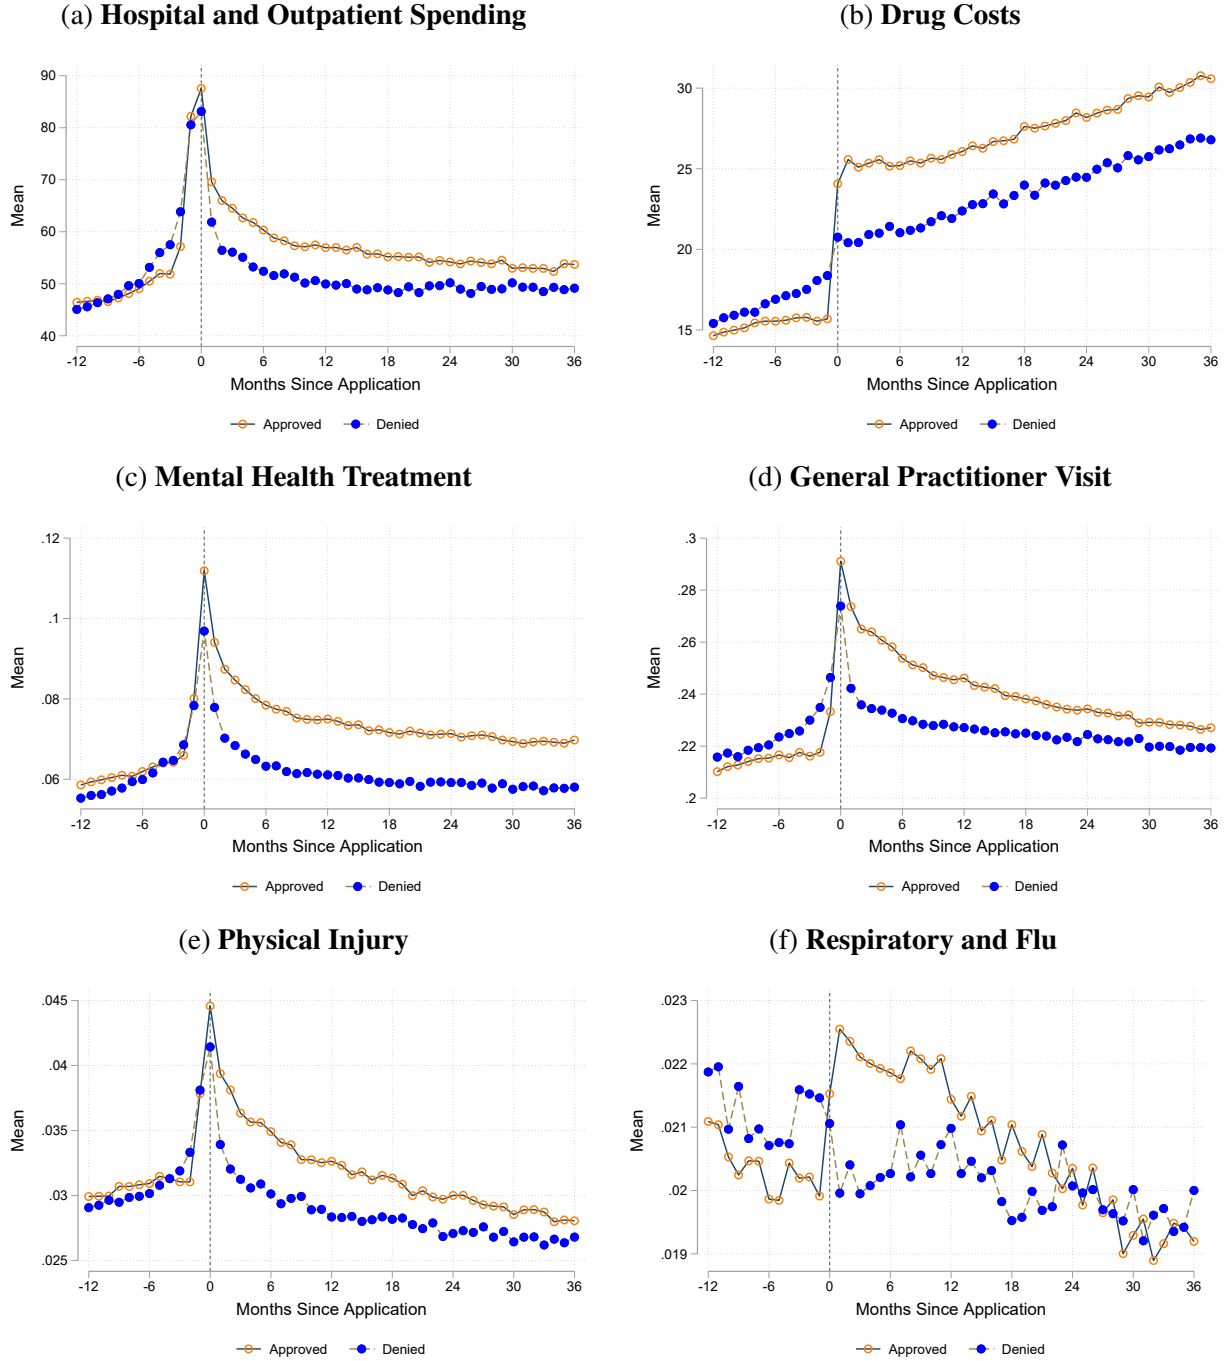 (a) Hospital and Outpatient Spending
90
80
70
60
50
40
Mean
-12 -6 0 6 12 18 24 30 36
Months Since Application
Approved Denied
(b) Drug Costs
30
25
20
15
Mean
-12 -6 0 6 12 18 24 30 36
Months Since Application
Approved Denied
(c) Mental Health Treatment
.12
.1
.08
.06
Mean
-12 -6 0 6 12 18 24 30 36
Months Since Application
Approved Denied
(d) General Practitioner Visit
.3
.28
.26
.24
.22
.2
Mean
-12 -6 0 6 12 18 24 30 36
Months Since Application
Approved Denied
(e) Physical Injury
.045
.04
.035
.03
.025
Mean
-12 -6 0 6 12 18 24 30 36
Months Since Application
Approved Denied
(f) Respiratory and Flu
.023
.022
.021
.02
.019
Mean
-12 -6 0 6 12 18 24 30 36
Months Since Application
Approved Denied